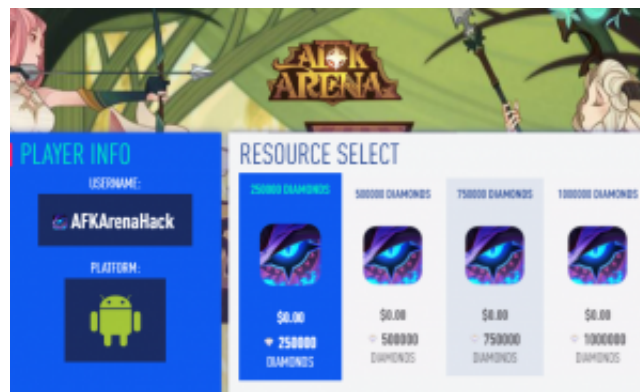 AFK
ARENA
PLAYER INFO
USERNAME:
AFKArenaHack
PLATFORM:
RESOURCE SELECT
250000 DIAMONDS
$0.00
250000
DIAMONDS
500000 DIAMONDS
$0.00
500000
DIAMONDS
750000 DIAMONDS
$0.00
750000
DIAMONDS
1000000 DIAMONDS
$0.00
1000000
DIAMONDS